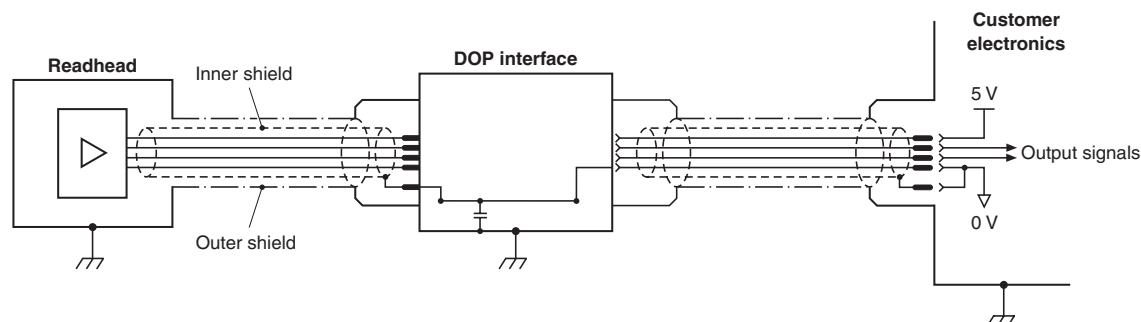 Customer
electronics
Readhead
DOP interface
Inner shield
5 V
Output signals
Outer shield
0 V